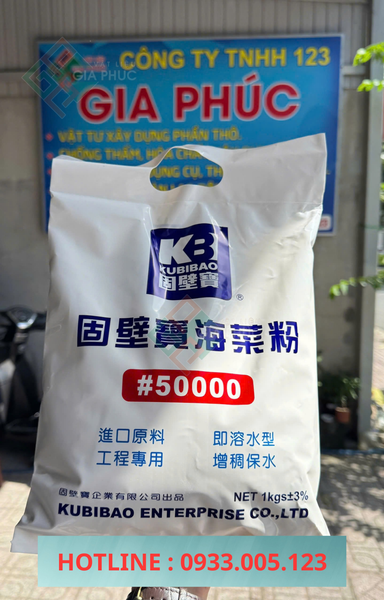 GIA PHUC
CÔNG TY TNHH 123
GIA PHÚC
• VẬT TƯ XÂY DỰNG PHẦN THÔ.
KB
KUBIBAO
固壁寶
®
固壁寶海菜粉
#50000
進口原料 即溶水型
工程專用 增稠保水
固壁寶企業有限公司出品 NET 1kgs±3%
KUBIBAO ENTERPRISE CO.,LTD
HOTLINE : 0933.005.123